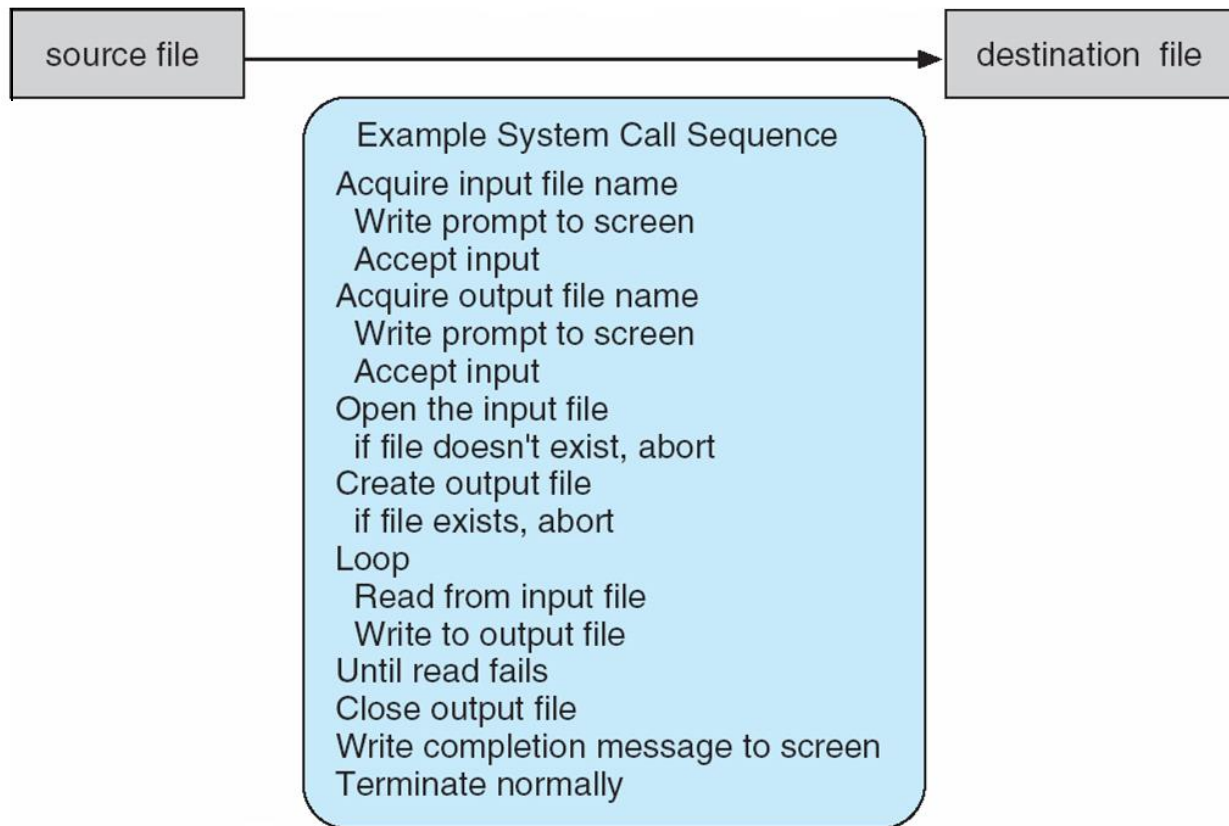 source file
destination file
Example System Call Sequence
Acquire input file name
Write prompt to screen
Accept input
Acquire output file name
Write prompt to screen
Accept input
Open the input file
if file doesn't exist, abort
Create output file
if file exists, abort
Loop
Read from input file
Write to output file
Until read fails
Close output file
Write completion message to screen
Terminate normally